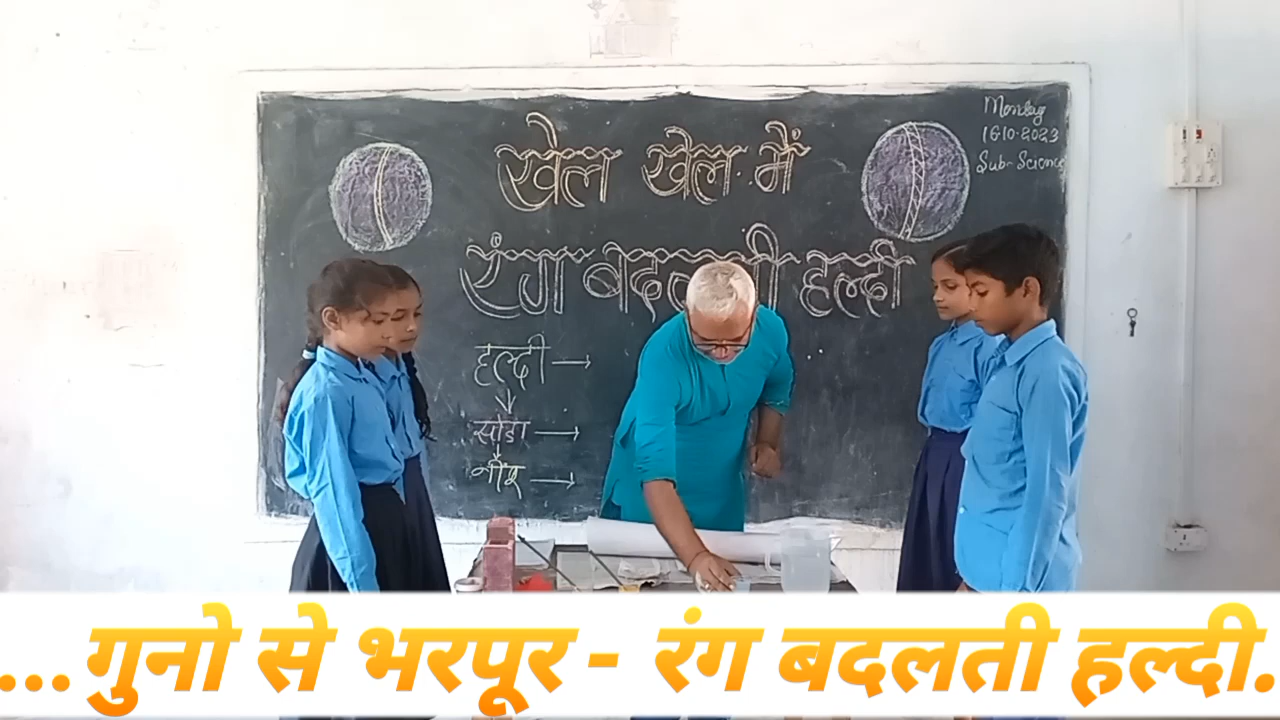 खेल खेल में
रंग बदलती हल्दी
Monday
16.10.2023
Sub- Science
हल्दी →
सोडा →
नींबू →
...गुनो से भरपूर - रंग बदलती हल्दी.